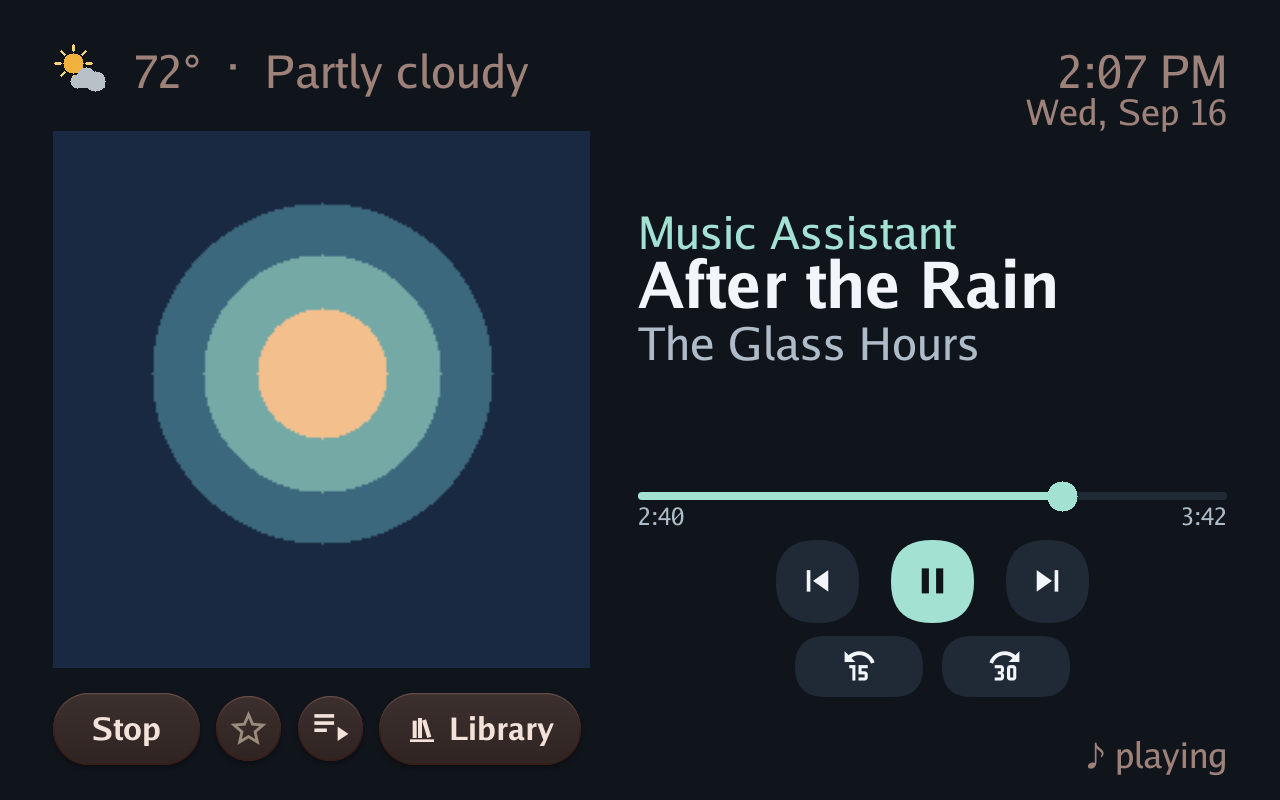 72° · Partly cloudy
2:07 PM
Wed, Sep 16
Music Assistant
After the Rain
The Glass Hours
2:40
3:42
15
30
Stop
Library
♪ playing